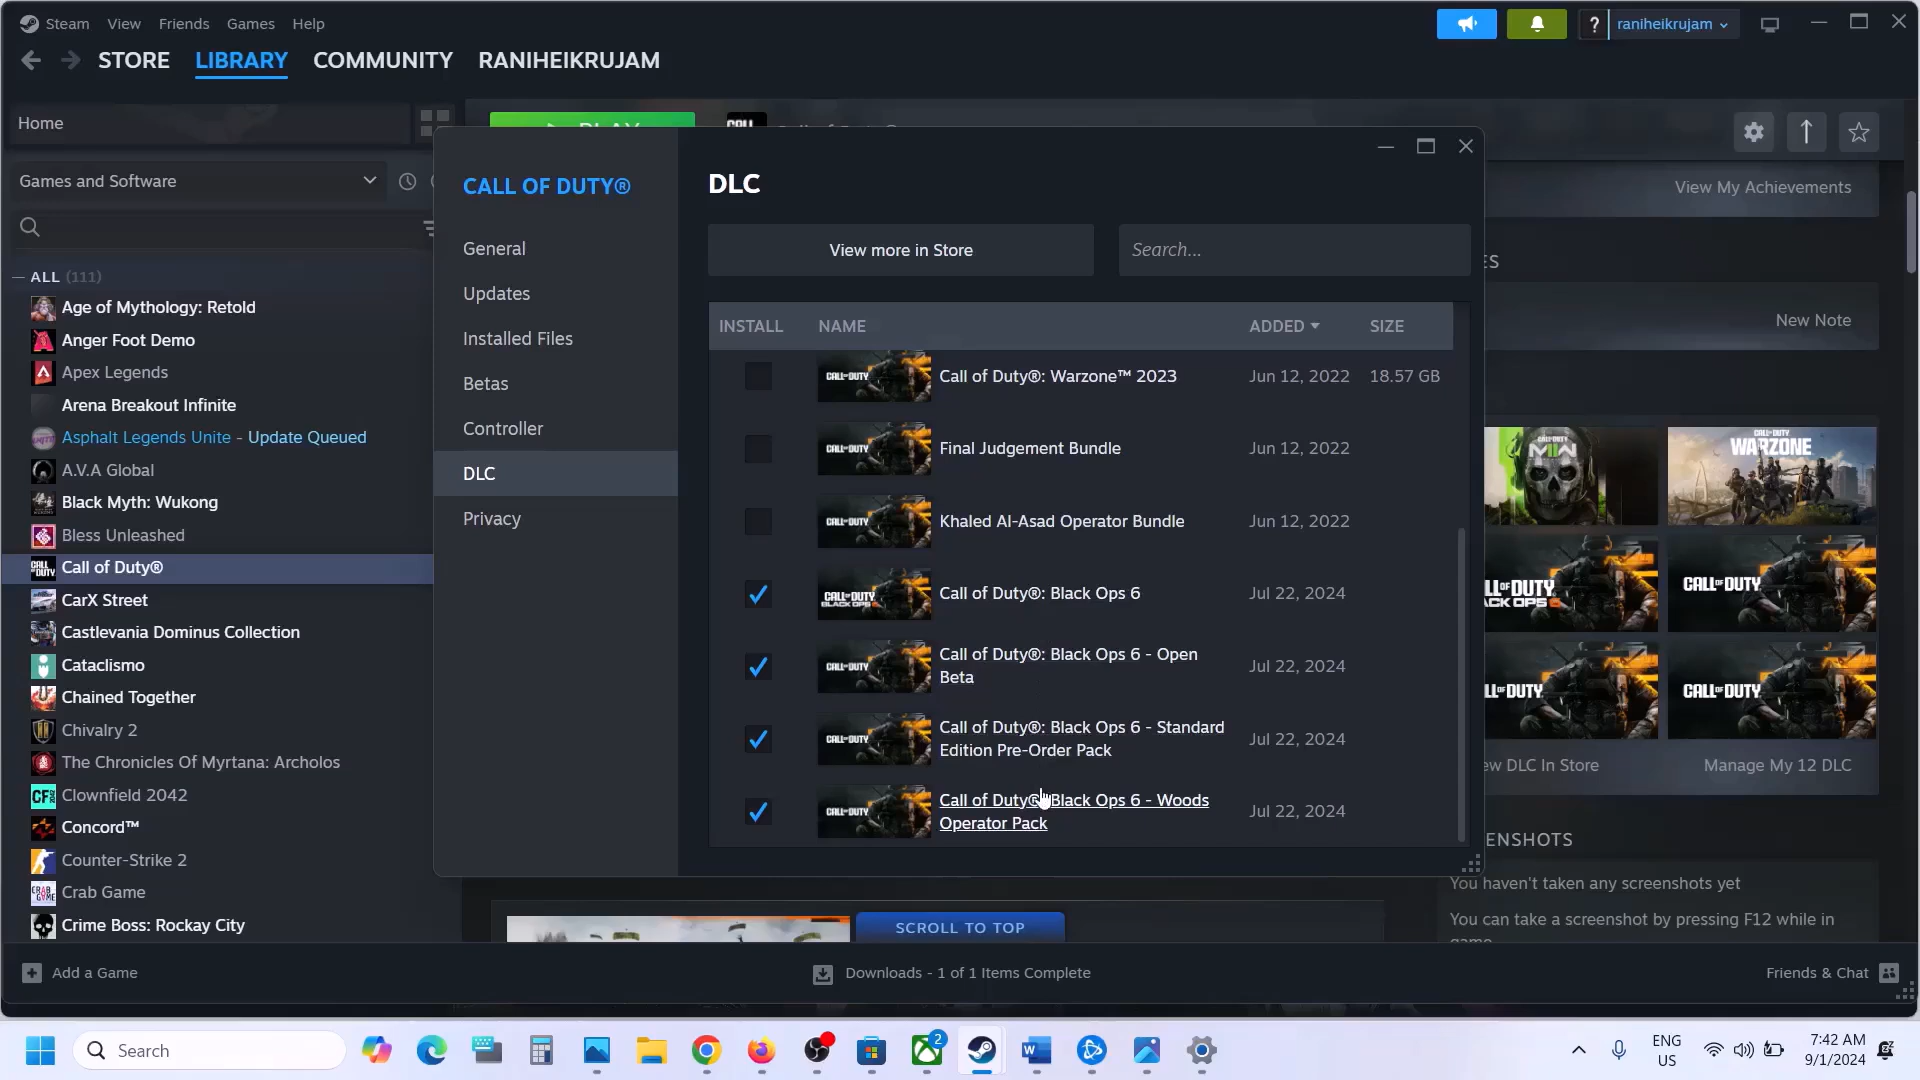 Steam View Friends Games Help
? raniheikrujam
STORE LIBRARY COMMUNITY RANIHEIKRUJAM
Home
Games and Software
ALL (111)
Age of Mythology: Retold
Anger Foot Demo
Apex Legends
Arena Breakout Infinite
Asphalt Legends Unite - Update Queued
A.V.A Global
Black Myth: Wukong
Bless Unleashed
Call of Duty®
CarX Street
Castlevania Dominus Collection
Cataclismo
Chained Together
Chivalry 2
The Chronicles Of Myrtana: Archolos
Clownfield 2042
Concord™
Counter-Strike 2
Crab Game
Crime Boss: Rockay City
CALL OF DUTY®
General
Updates
Installed Files
Betas
Controller
DLC
Privacy
DLC
View more in Store
Search...
INSTALL NAME ADDED SIZE
Call of Duty®: Warzone™ 2023 Jun 12, 2022 18.57 GB
Final Judgement Bundle Jun 12, 2022
Khaled Al-Asad Operator Bundle Jun 12, 2022
Call of Duty®: Black Ops 6 Jul 22, 2024
Call of Duty®: Black Ops 6 - Open
Beta
Jul 22, 2024
Call of Duty®: Black Ops 6 - Standard
Edition Pre-Order Pack
Jul 22, 2024
Call of Duty®: Black Ops 6 - Woods
Operator Pack
Jul 22, 2024
View My Achievements
New Note
WARZONE
CALL OF DUTY
CALL OF DUTY
DLC In Store
Manage My 12 DLC
You haven't taken any screenshots yet
You can take a screenshot by pressing F12 while in
SCROLL TO TOP
Add a Game
Downloads - 1 of 1 Items Complete
Friends & Chat
Search
2
ENG
US
7:42 AM
9/1/2024